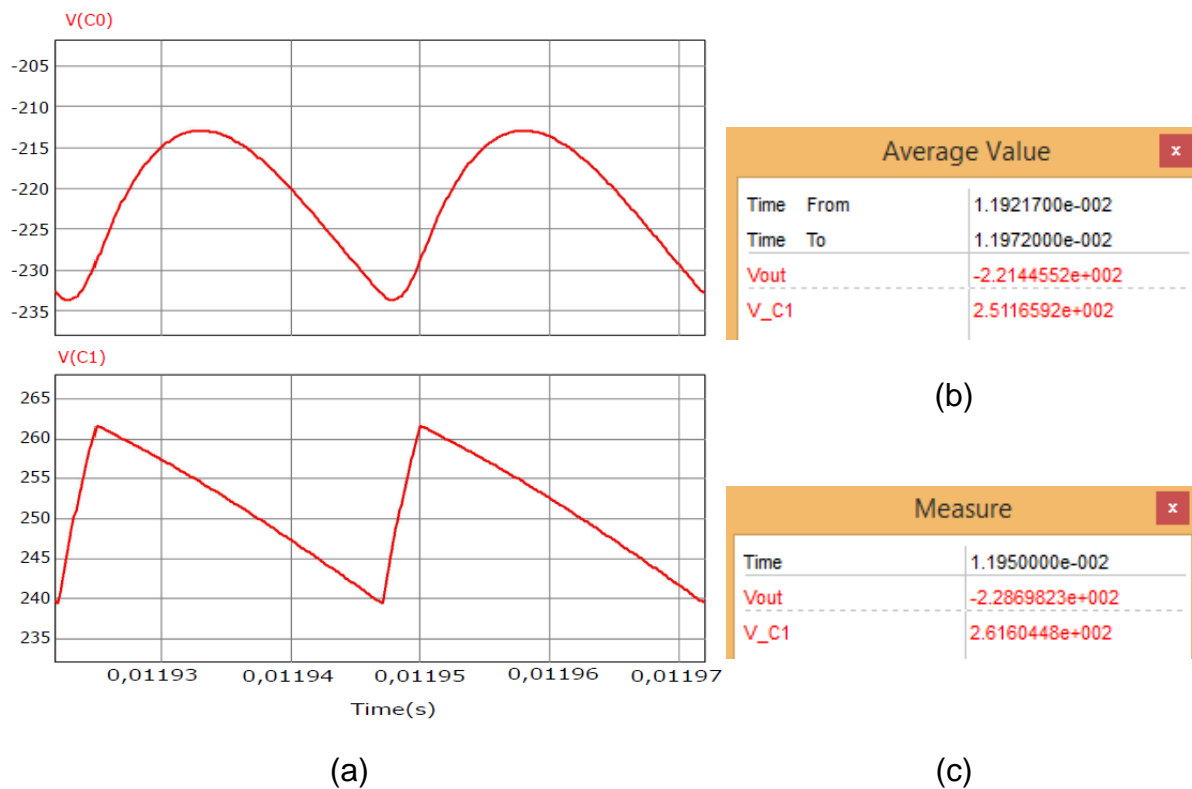 V(C0)
-205
-210
-215
-220
-225
-230
-235
V(C1)
265
260
255
250
245
240
235
0,01193 0,01194 0,01195 0,01196 0,01197
Time(s)
(a)
Average Value x
Time From 1.1921700e-002
Time To 1.1972000e-002
Vout -2.2144552e+002
V_C1 2.5116592e+002
(b)
Measure x
Time 1.1950000e-002
Vout -2.2869823e+002
V_C1 2.6160448e+002
(c)